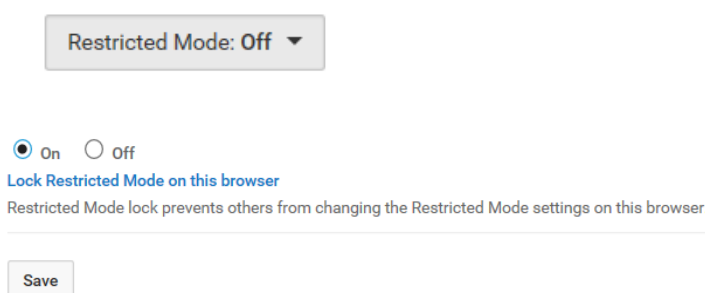 Restricted Mode: Off
On Off
Lock Restricted Mode on this browser
Restricted Mode lock prevents others from changing the Restricted Mode settings on this browser
Save